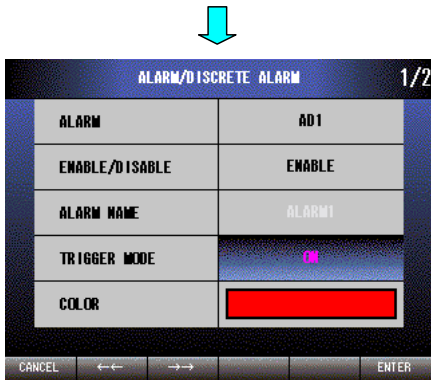 ALARM/DISCRETE ALARM 1/2
ALARM AD1
ENABLE/DISABLE ENABLE
ALARM NAME ALARM1
TRIGGER MODE ON
COLOR
CANCEL ←← →→ ENTER